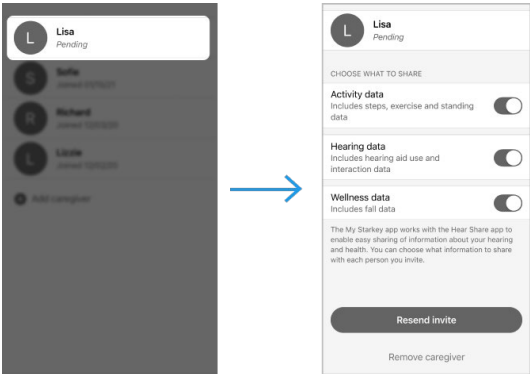 L
Lisa
Pending
S
Sofie
R
Richard
L
Lizzie
Add caregiver
L
Lisa
Pending
CHOOSE WHAT TO SHARE
Activity data
Includes steps, exercise and standing
data
Hearing data
Includes hearing aid use and
interaction data
Wellness data
Includes fall data
The My Starkey app works with the Hear Share app to
enable easy sharing of information about your hearing
and health. You can choose what information to share
with each person you invite.
Resend invite
Remove caregiver